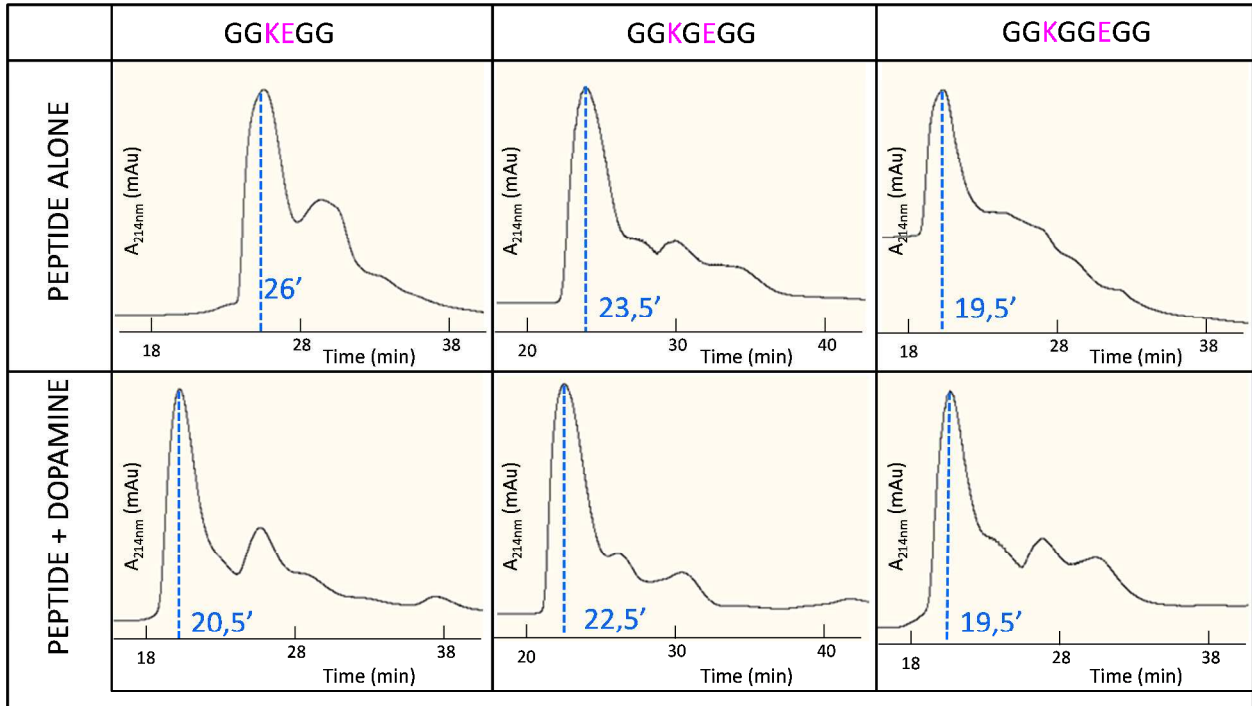 GGKEGG
GGKGEGG
GGKGGEGG
PEPTIDE ALONE
A214nm (mAu)
26’
18
28
38
Time (min)
A214nm (mAu)
23,5’
20
30
40
Time (min)
A214nm (mAu)
19,5’
18
28
38
Time (min)
PEPTIDE + DOPAMINE
A214nm (mAu)
20,5’
18
28
38
Time (min)
A214nm (mAu)
22,5’
20
30
40
Time (min)
A214nm (mAu)
19,5’
18
28
38
Time (min)